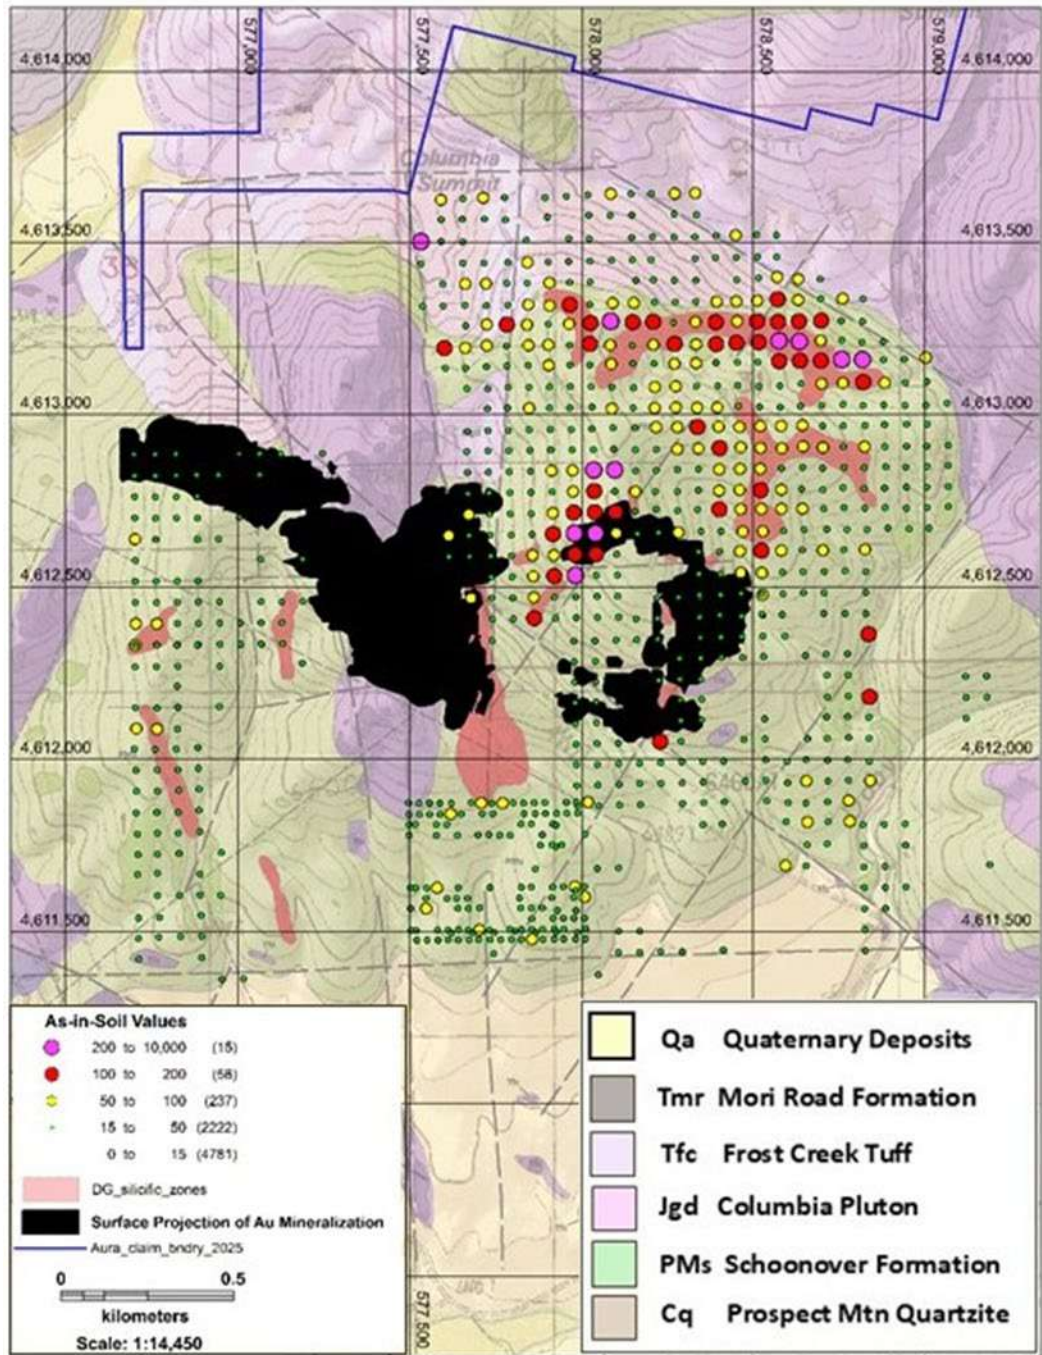 577,000
577,500
578,000
578,500
579,000
4,614,000
4,614,000
Columbia
Summit
4,613,500
4,613,500
4,613,000
4,613,000
4,612,500
4,612,500
4,612,000
4,612,000
4,611,500
4,611,500
As-in-Soil Values
200 to 10,000 (15)
100 to 200 (58)
50 to 100 (237)
15 to 50 (2222)
0 to 15 (4781)
DG_silicific_zones
Surface Projection of Au Mineralization
Aura_claim_bndry_2025
0 0.5
kilometers
Scale: 1:14,450
577,500
Qa Quaternary Deposits
Tmr Mori Road Formation
Tfc Frost Creek Tuff
Jgd Columbia Pluton
PMs Schoonover Formation
Cq Prospect Mtn Quartzite